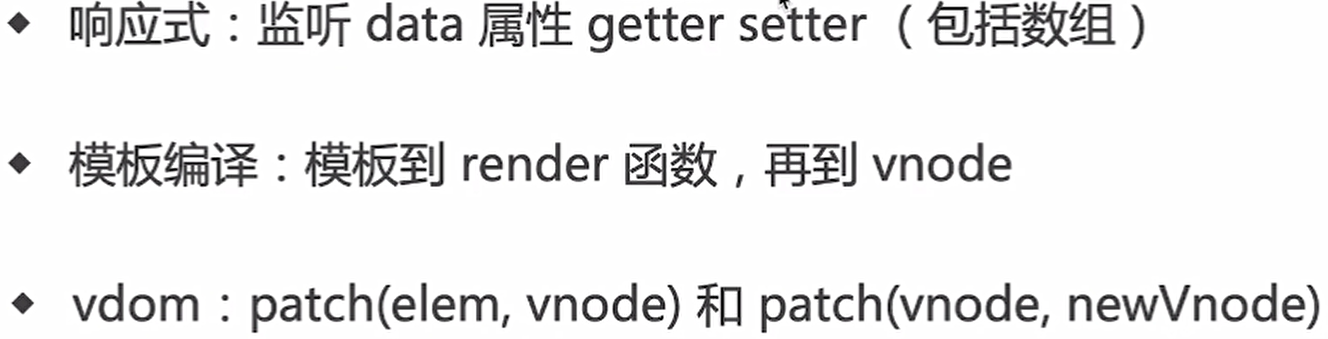 ◆ 响应式：监听 data 属性 getter setter （包括数组）
◆ 模板编译：模板到 render 函数，再到 vnode
◆ vdom：patch(elem, vnode) 和 patch(vnode, newVnode)